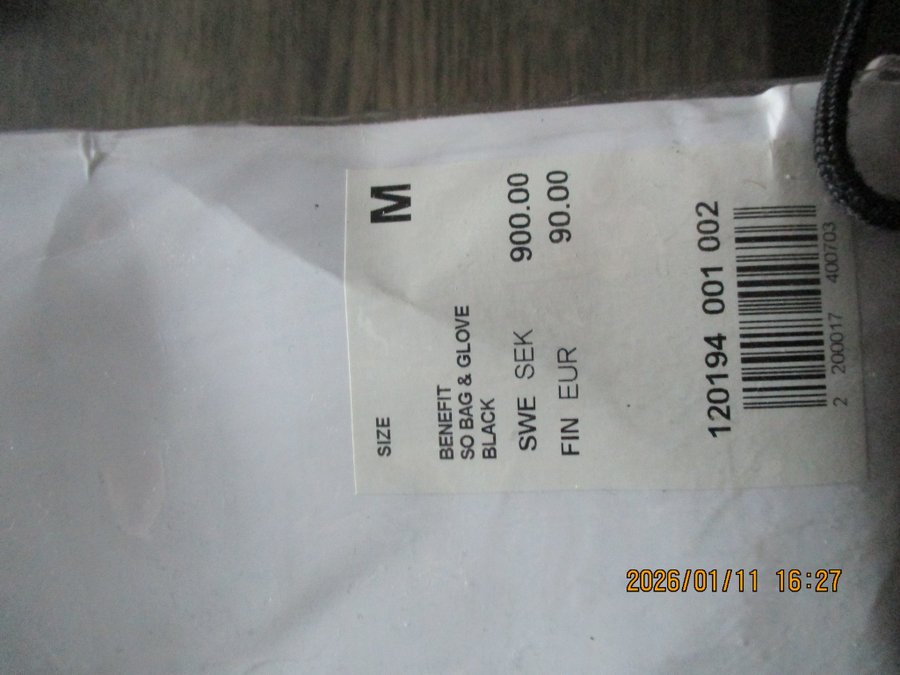 SIZE M
BENEFIT
SO BAG & GLOVE
BLACK
SWE SEK 900.00
FIN EUR 90.00
120194 001 002
2 200017 400703
2026/01/11 16:27